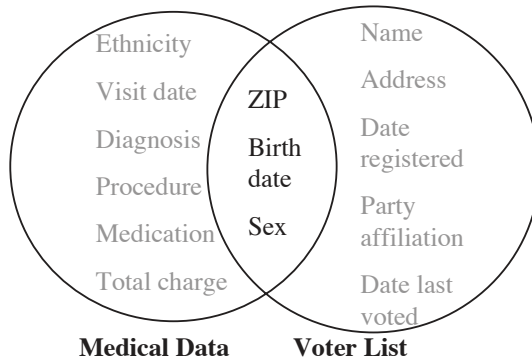 Ethnicity
Visit date
Diagnosis
Procedure
Medication
Total charge
ZIP
Birth
date
Sex
Name
Address
Date
registered
Party
affiliation
Date last
voted
Medical Data
Voter List